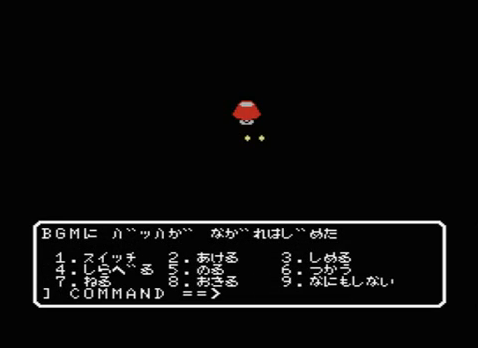 BGMに ハ゛ッハか゛ なか゛れはし゛めた
1.スイッチ 2.あける 3.しめる
4.しらへ゛る 5.のる 6.つかう
7.ねる 8.おきる 9.なにもしない
] COMMAND ==>